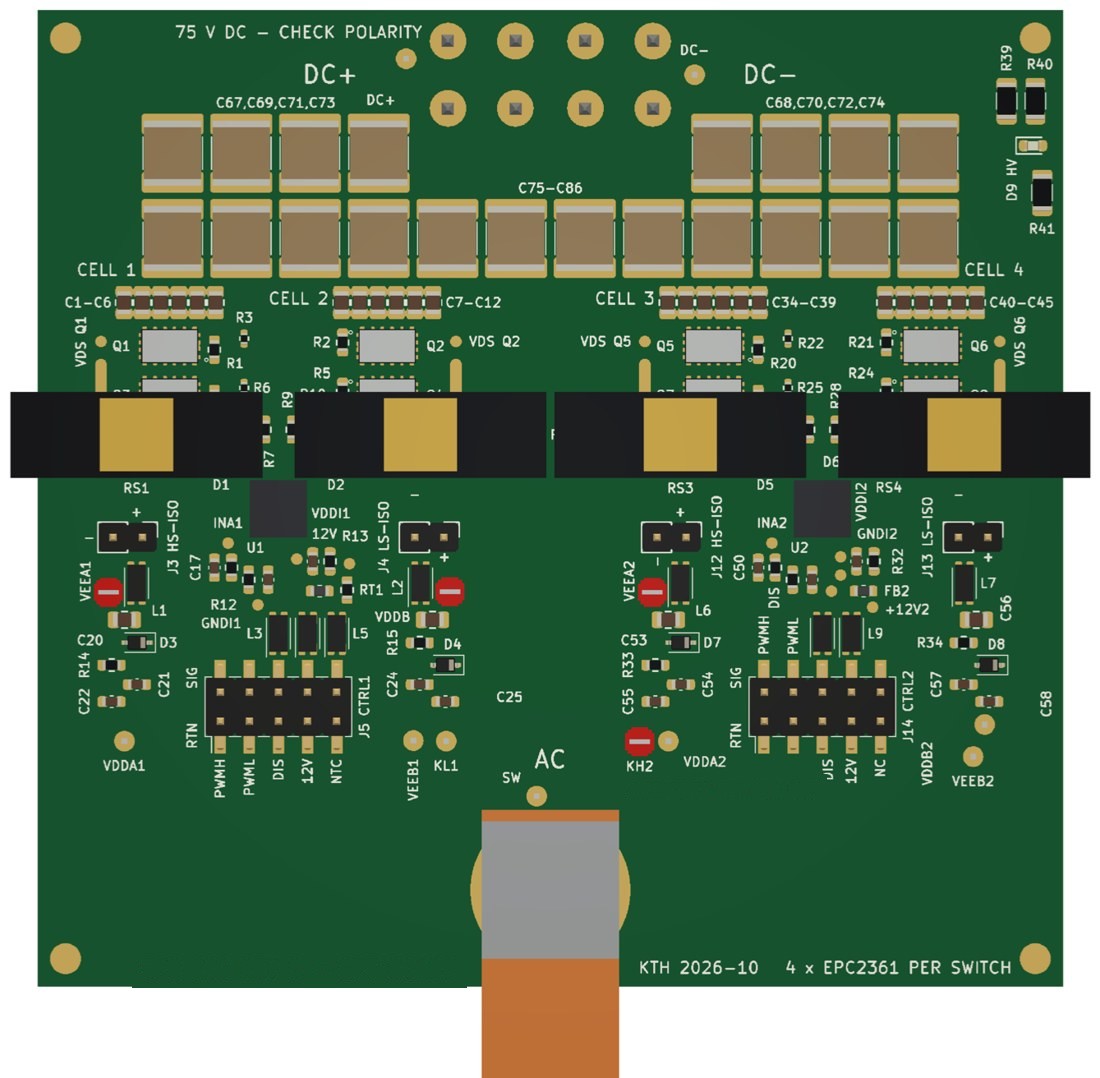 75 V DC - CHECK POLARITY
DC+
DC-
DC-
DC+
R39
R40
C67,C69,C71,C73
C68,C70,C72,C74
D9 HV
R41
C75-C86
CELL 1
CELL 4
C1-C6
CELL 2
C7-C12
CELL 3
C34-C39
C40-C45
VDS Q1
Q1
R3
R1
R2
Q2
VDS Q2
VDS Q5
Q5
R22
R20
R21
Q6
VDS Q6
R6
R5
R25
R24
R9
R7
R28
D6
RS1
D1
D2
RS3
D5
RS4
-
-
+
+
-
J3 HS-ISO
INA1
VDDI1
U1
12V
R13
J4 LS-ISO
+
-
J12 HS-ISO
INA2
VDDI2
GNDI2
U2
J13 LS-ISO
+
VEEA1
C17
L1
R12
GNDI1
RT1
L2
VDDB
VEEA2
C50
L6
DIS
R32
FB2
+12V2
L7
C56
C20
D3
L3
L5
R15
D4
C53
D7
PWMH
PWML
L9
R34
D8
R14
C22
C21
SIG
RTN
J5 CTRL1
C24
C25
R33
C55
C54
SIG
RTN
J14 CTRL2
C57
C58
VDDA1
PWMH
PWML
DIS
12V
NTC
VEEB1
KL1
AC
SW
KH2
VDDA2
DIS
12V
NC
VDDB2
VEEB2
KTH 2026-10
4 x EPC2361 PER SWITCH